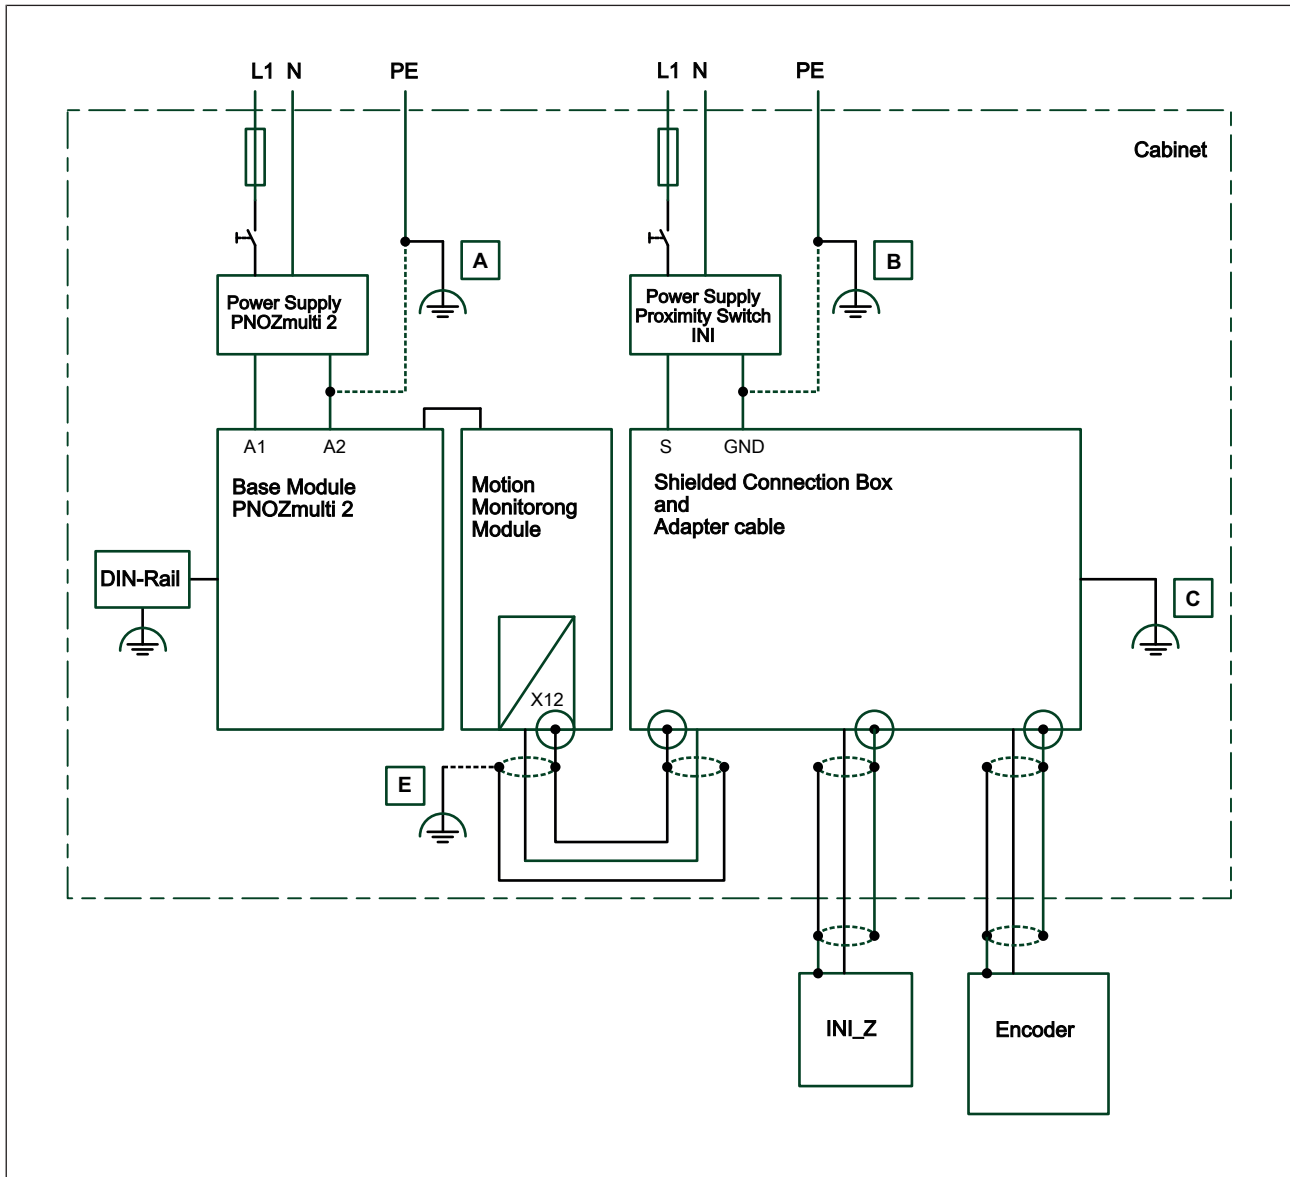 L1 N PE
L1 N PE
Cabinet
A
B
Power Supply
PNOZmulti 2
Power Supply
Proximity Switch
INI
A1 A2
Base Module
PNOZmulti 2
Motion
Monitorong
Module
S GND
Shielded Connection Box
and
Adapter cable
DIN-Rail
C
X12
E
INI_Z
Encoder